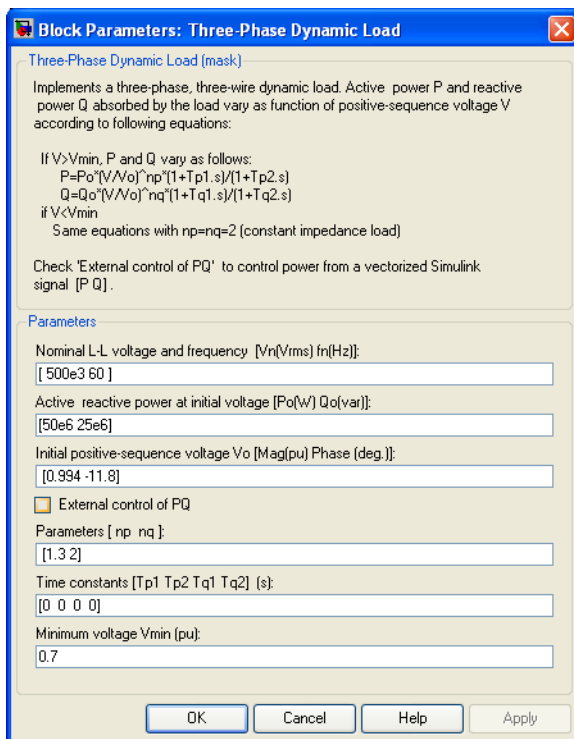 Block Parameters: Three-Phase Dynamic Load
Three-Phase Dynamic Load (mask)
Implements a three-phase, three-wire dynamic load. Active power P and reactive
power Q absorbed by the load vary as function of positive-sequence voltage V
according to following equations:
If V>Vmin, P and Q vary as follows:
P=Po*(V/Vo)^np*(1+Tp1.s)/(1+Tp2.s)
Q=Qo*(V/Vo)^nq*(1+Tq1.s)/(1+Tq2.s)
if V<Vmin
Same equations with np=nq=2 (constant impedance load)
Check 'External control of PQ' to control power from a vectorized Simulink
signal [P Q] .
Parameters
Nominal L-L voltage and frequency [Vn(Vrms) fn(Hz)]:
[ 500e3 60 ]
Active reactive power at initial voltage [Po(W) Qo(var)]:
[50e6 25e6]
Initial positive-sequence voltage Vo [Mag(pu) Phase (deg.)]:
[0.994 -11.8]
External control of PQ
Parameters [ np nq ]:
[1.3 2]
Time constants [Tp1 Tp2 Tq1 Tq2] (s):
[0 0 0 0]
Minimum voltage Vmin (pu):
0.7
OK Cancel Help Apply